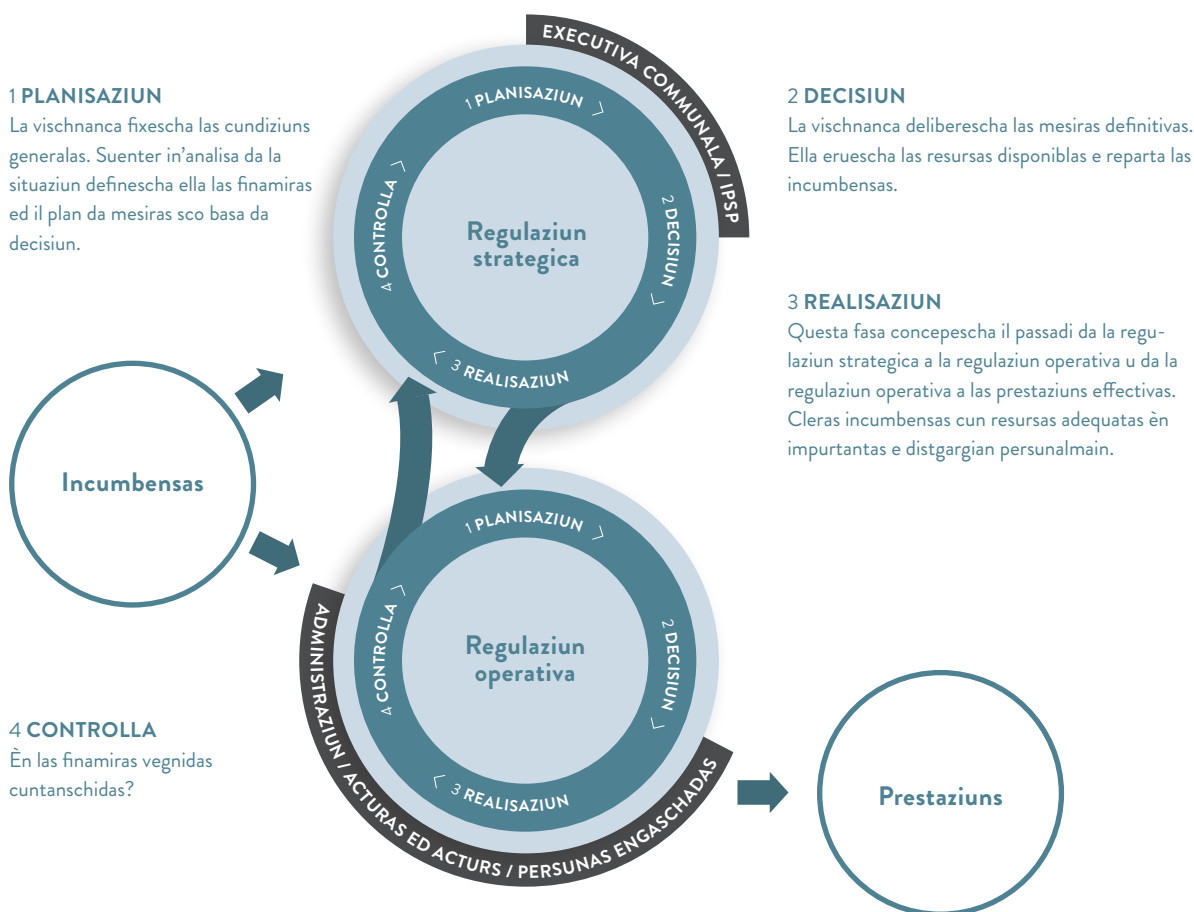 EXECUTIVA COMMUNALA / IPSP
1 PLANISAZIUN
La vischnanca fixescha las cundiziuns
generalas. Suenter in’analisa da la
situaziun definescha ella las finamiras
ed il plan da mesiras sco basa da
decisiun.
1 PLANISAZIUN
2 DECISIUN
3 REALISAZIUN
4 CONTROLLA
Regulaziun
strategica
2 DECISIUN
La vischnanca deliberescha las mesiras definitivas.
Ella eruescha las resursas disponiblas e reparta las
incumbensas.
3 REALISAZIUN
Questa fasa concepescha il passadi da la regu-
laziun strategica a la regulaziun operativa u da la
regulaziun operativa a las prestaziuns effectivas.
Cleras incumbensas cun resursas adequatas èn
impurtantas e distgargian persunalmain.
Incumbensas
1 PLANISAZIUN
2 DECISIUN
3 REALISAZIUN
4 CONTROLLA
Regulaziun
operativa
ADMINISTRAZIUN / ACTURAS ED ACTURS / PERSUNAS ENGASCHADAS
4 CONTROLLA
Èn las finamiras vegnidas
cuntanschidas?
Prestaziuns